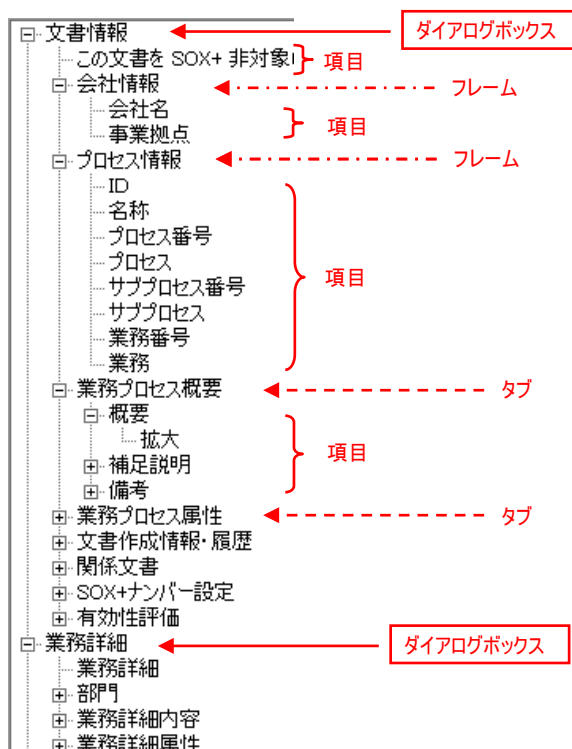 文書情報 ダイアログボックス
この文書を SOX+ 非対象 項目
会社情報 フレーム
会社名
事業拠点 項目
プロセス情報 フレーム
ID
名称
プロセス番号
プロセス
サブプロセス番号 項目
サブプロセス
業務番号
業務
業務プロセス概要 タブ
概要
拡大
補足説明 項目
備考
業務プロセス属性 タブ
文書作成情報・履歴
関係文書
SOX+ナンバー設定
有効性評価
業務詳細 ダイアログボックス
業務詳細
部門
業務詳細内容
業務詳細属性